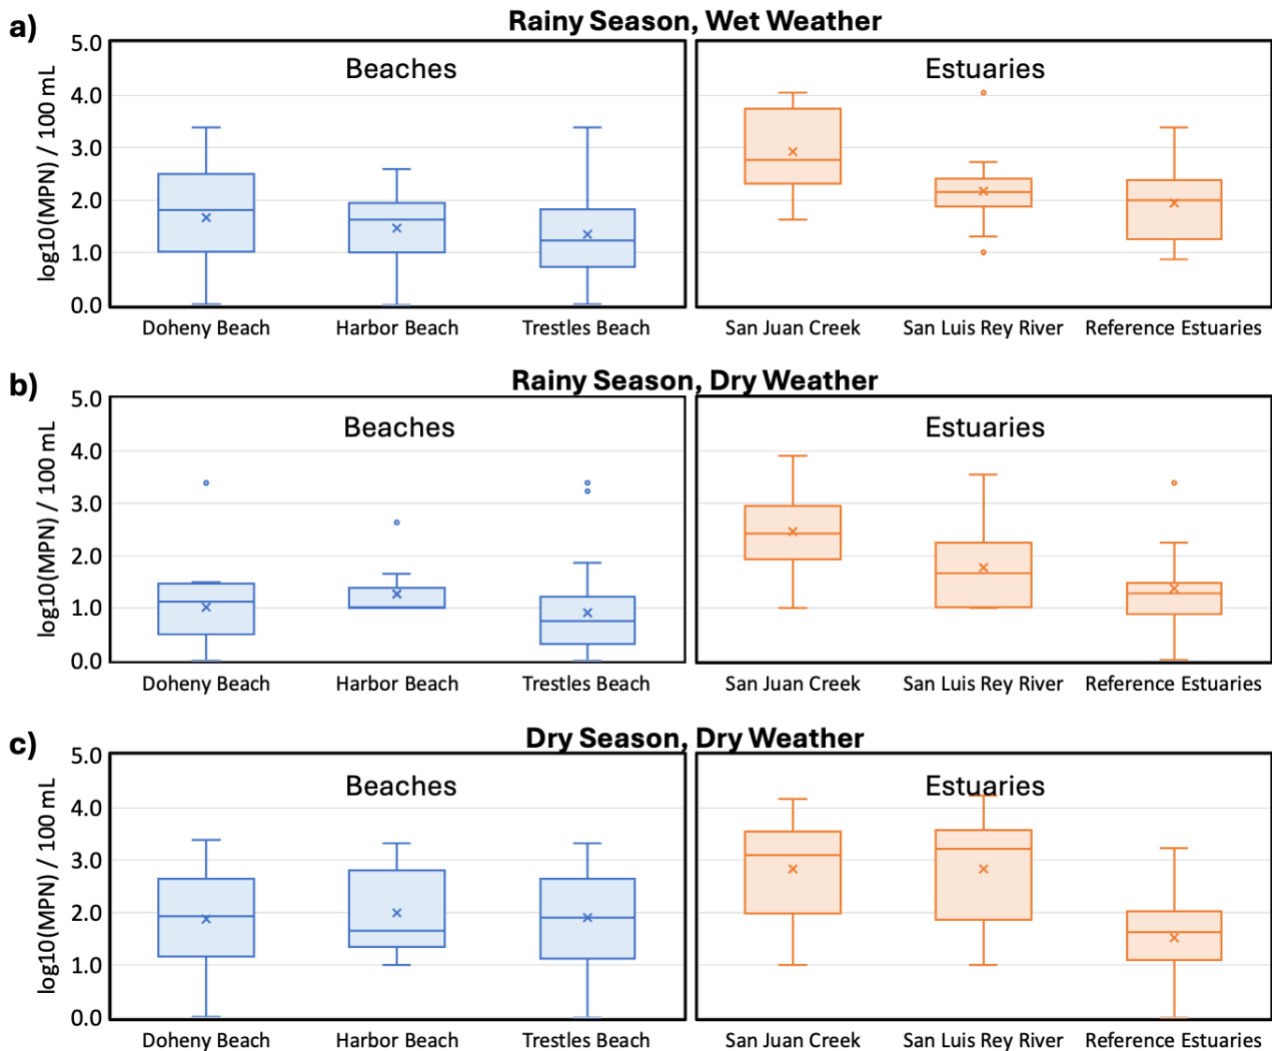 a)
Rainy Season, Wet Weather
Beaches
Estuaries
log10(MPN) / 100 mL
5.0
4.0
3.0
2.0
1.0
0.0
Doheny Beach Harbor Beach Trestles Beach San Juan Creek San Luis Rey River Reference Estuaries
b)
Rainy Season, Dry Weather
Beaches
Estuaries
log10(MPN) / 100 mL
5.0
4.0
3.0
2.0
1.0
0.0
Doheny Beach Harbor Beach Trestles Beach San Juan Creek San Luis Rey River Reference Estuaries
c)
Dry Season, Dry Weather
Beaches
Estuaries
log10(MPN) / 100 mL
5.0
4.0
3.0
2.0
1.0
0.0
Doheny Beach Harbor Beach Trestles Beach San Juan Creek San Luis Rey River Reference Estuaries